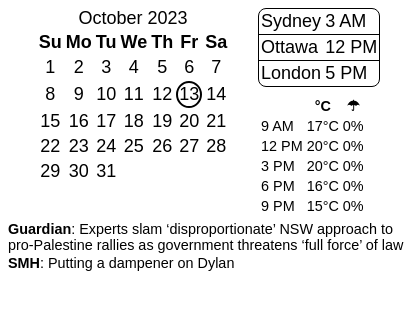 October 2023
Su Mo Tu We Th Fr Sa
1 2 3 4 5 6 7
8 9 10 11 12 13 14
15 16 17 18 19 20 21
22 23 24 25 26 27 28
29 30 31
Sydney 3 AM
Ottawa 12 PM
London 5 PM
°C ☂
9 AM 17°C 0%
12 PM 20°C 0%
3 PM 20°C 0%
6 PM 16°C 0%
9 PM 15°C 0%
Guardian: Experts slam ‘disproportionate’ NSW approach to
pro-Palestine rallies as government threatens ‘full force’ of law
SMH: Putting a dampener on Dylan